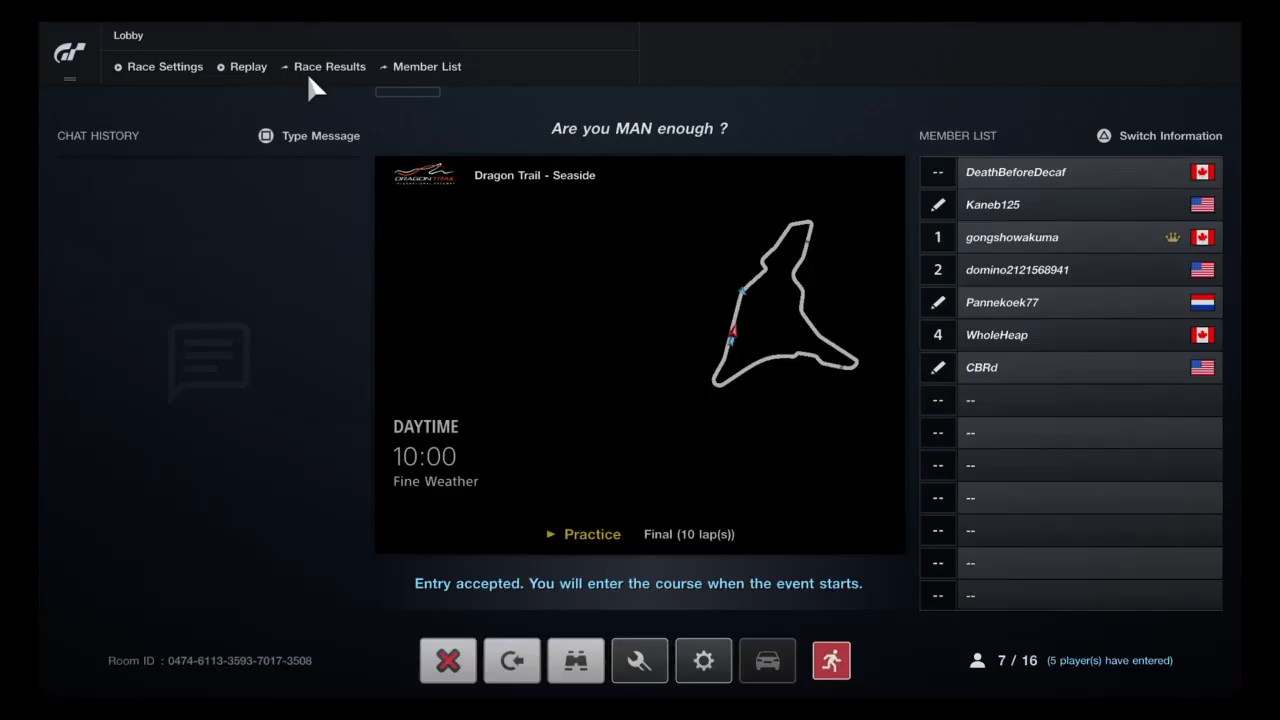 Lobby
Race Settings Replay Race Results Member List
CHAT HISTORY
Type Message
Are you MAN enough ?
DRAGON TRAIL
Dragon Trail - Seaside
DAYTIME
10:00
Fine Weather
Practice Final (10 lap(s))
Entry accepted. You will enter the course when the event starts.
MEMBER LIST Switch Information
-- DeathBeforeDecaf
Kaneb125
1 gongshowakuma
2 domino2121568941
Pannekoek77
4 WholeHeap
CBRd
-- --
-- --
-- --
-- --
-- --
-- --
-- --
Room ID : 0474-6113-3593-7017-3508
7 / 16 (5 player(s) have entered)